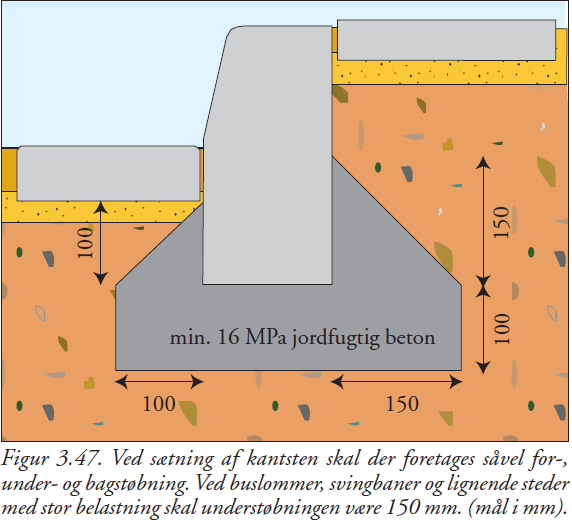 100
150
100
min. 16 MPa jordfugtig beton
100
150
Figur 3.47. Ved sætning af kantsten skal der foretages såvel for-,
under- og bagstøbning. Ved buslommer, svingbaner og lignende steder
med stor belastning skal understøbningen være 150 mm. (mål i mm).